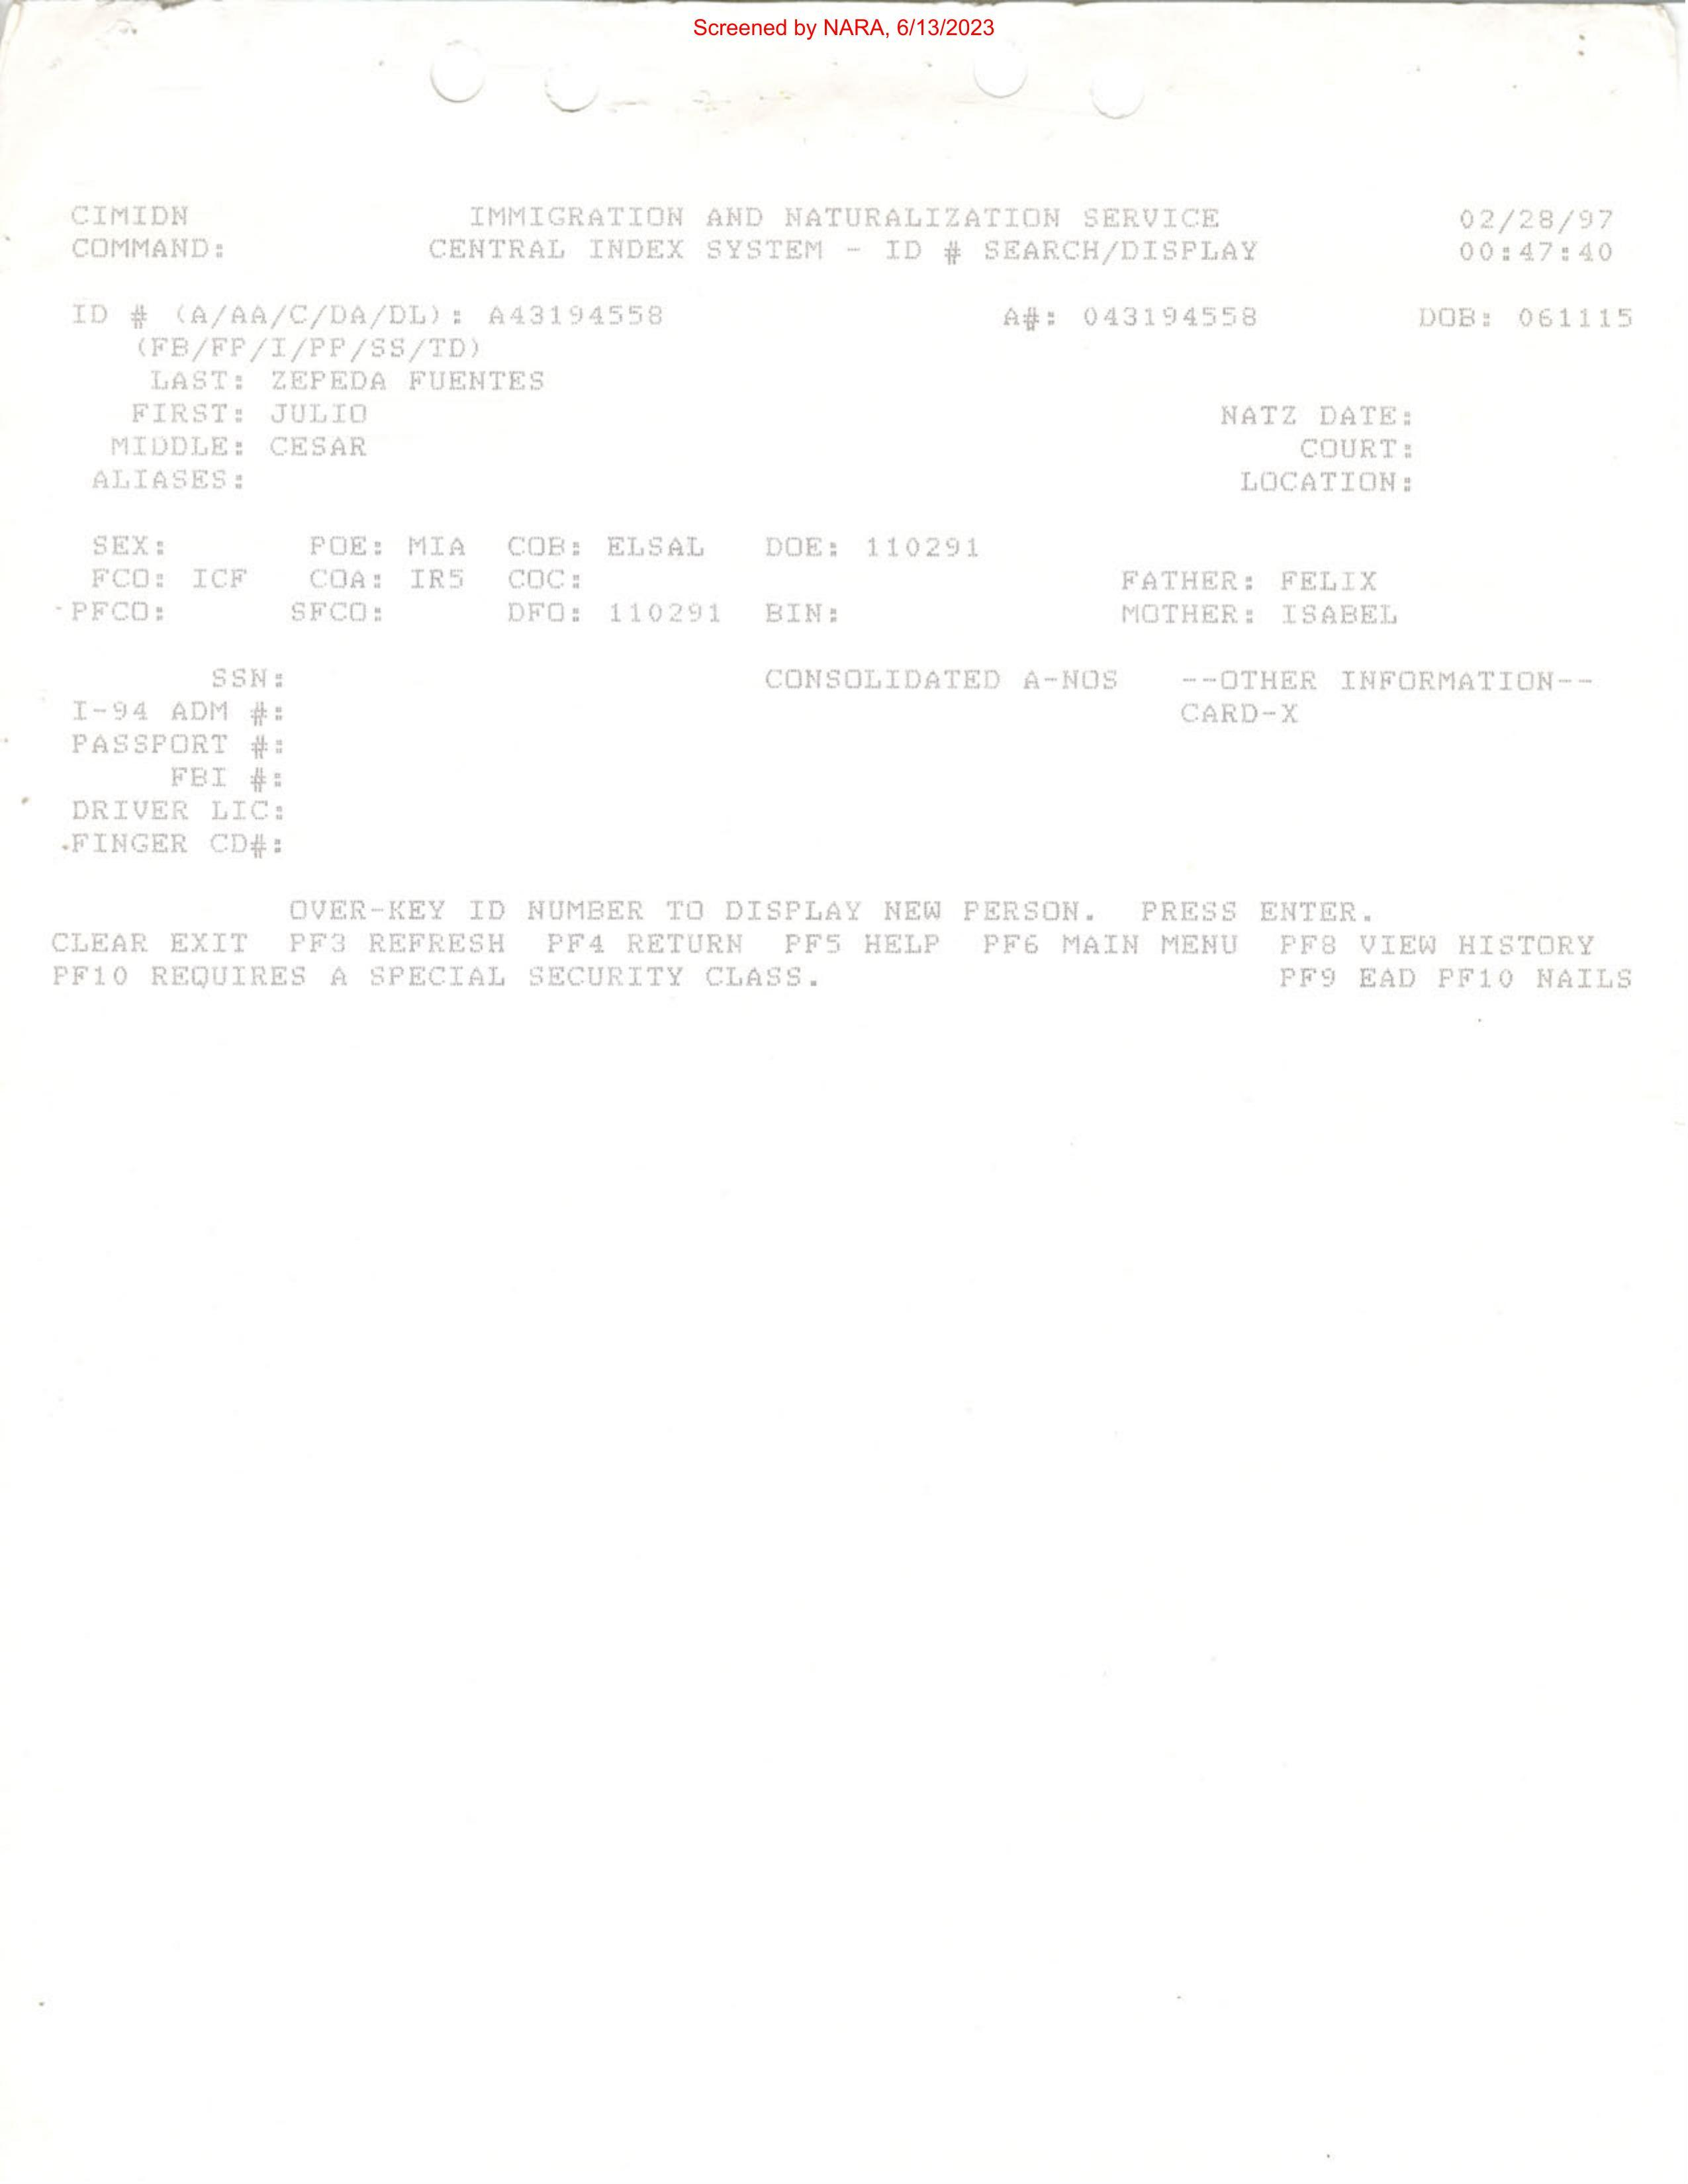 Screened by NARA, 6/13/2023
CIMIDN IMMIGRATION AND NATURALIZATION SERVICE 02/28/97
COMMAND: CENTRAL INDEX SYSTEM - ID # SEARCH/DISPLAY 00:47:40
ID # (A/AA/C/DA/DL): A43194558 A#: 043194558 DOB: 061115
(FB/FP/I/PP/SS/TD)
LAST: ZEPEDA FUENTES
FIRST: JULIO NATZ DATE:
MIDDLE: CESAR COURT:
ALIASES: LOCATION:
SEX: POE: MIA COB: ELSAL DOE: 110291
FCO: ICF COA: IR5 COC: FATHER: FELIX
PFCO: SFCO: DFO: 110291 BIN: MOTHER: ISABEL
SSN: CONSOLIDATED A-NOS --OTHER INFORMATION--
I-94 ADM #: CARD-X
PASSPORT #:
FBI #:
DRIVER LIC:
FINGER CD#:
OVER-KEY ID NUMBER TO DISPLAY NEW PERSON. PRESS ENTER.
CLEAR EXIT PF3 REFRESH PF4 RETURN PF5 HELP PF6 MAIN MENU PF8 VIEW HISTORY
PF10 REQUIRES A SPECIAL SECURITY CLASS. PF9 EAD PF10 NAILS